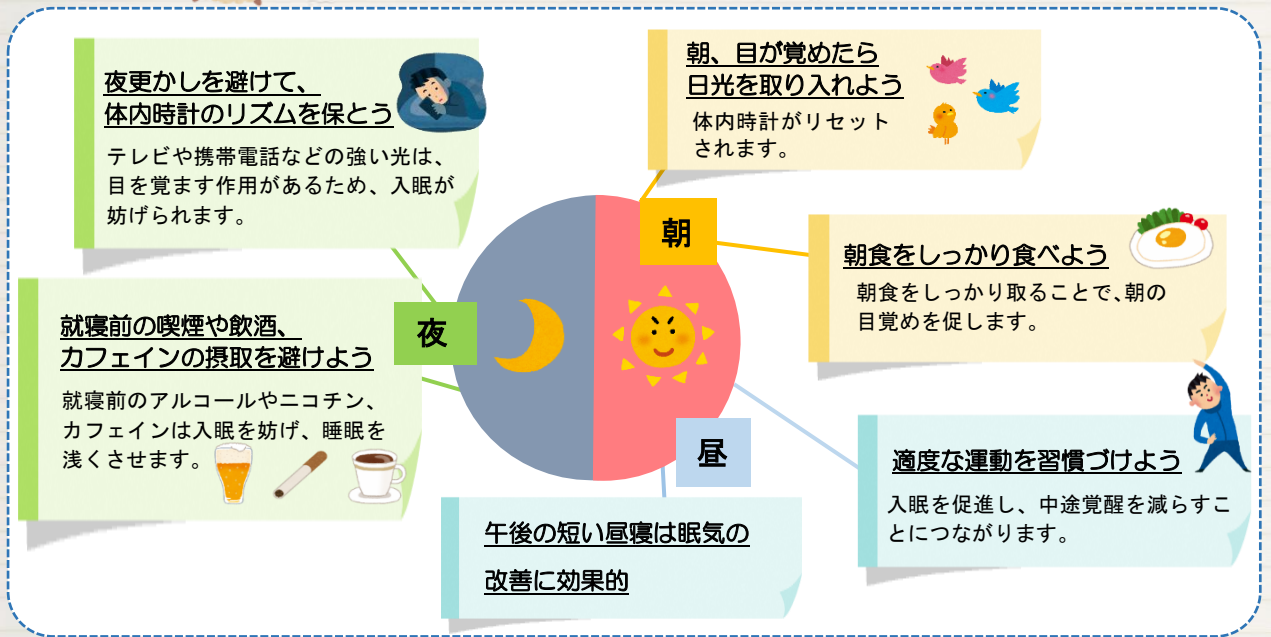 朝、目が覚めたら
日光を取り入れよう
体内時計がリセット
されます。
朝
朝食をしっかり食べよう
朝食をしっかり取ることで、朝の
目覚めを促します。
昼
適度な運動を習慣づけよう
入眠を促進し、中途覚醒を減らすこ
とにつながります。
午後の短い昼寝は眠気の
改善に効果的
夜
夜更かしを避けて、
体内時計のリズムを保とう
テレビや携帯電話などの強い光は、
目を覚ます作用があるため、入眠が
妨げられます。
就寝前の喫煙や飲酒、
カフェインの摂取を避けよう
就寝前のアルコールやニコチン、
カフェインは入眠を妨げ、睡眠を
浅くさせます。